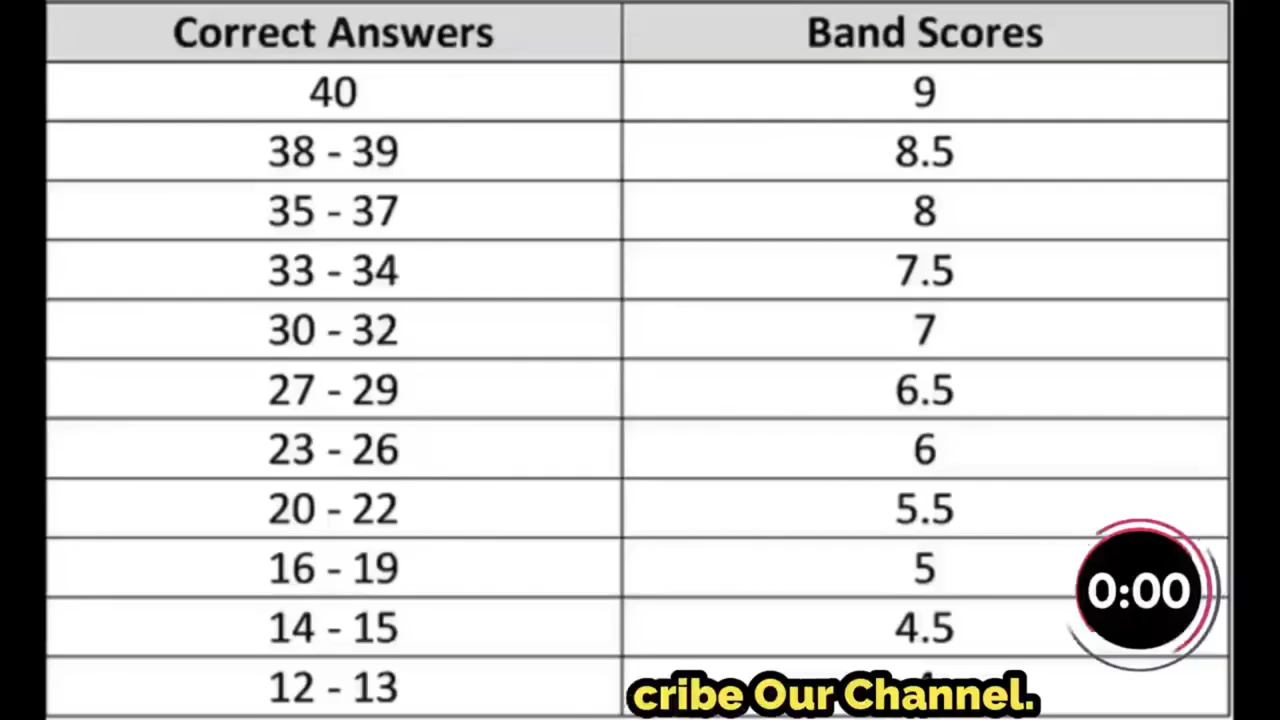 Correct Answers Band Scores
40 9
38 - 39 8.5
35 - 37 8
33 - 34 7.5
30 - 32 7
27 - 29 6.5
23 - 26 6
20 - 22 5.5
16 - 19 5
0:00
14 - 15 4.5
12 - 13
cribe Our Channel.